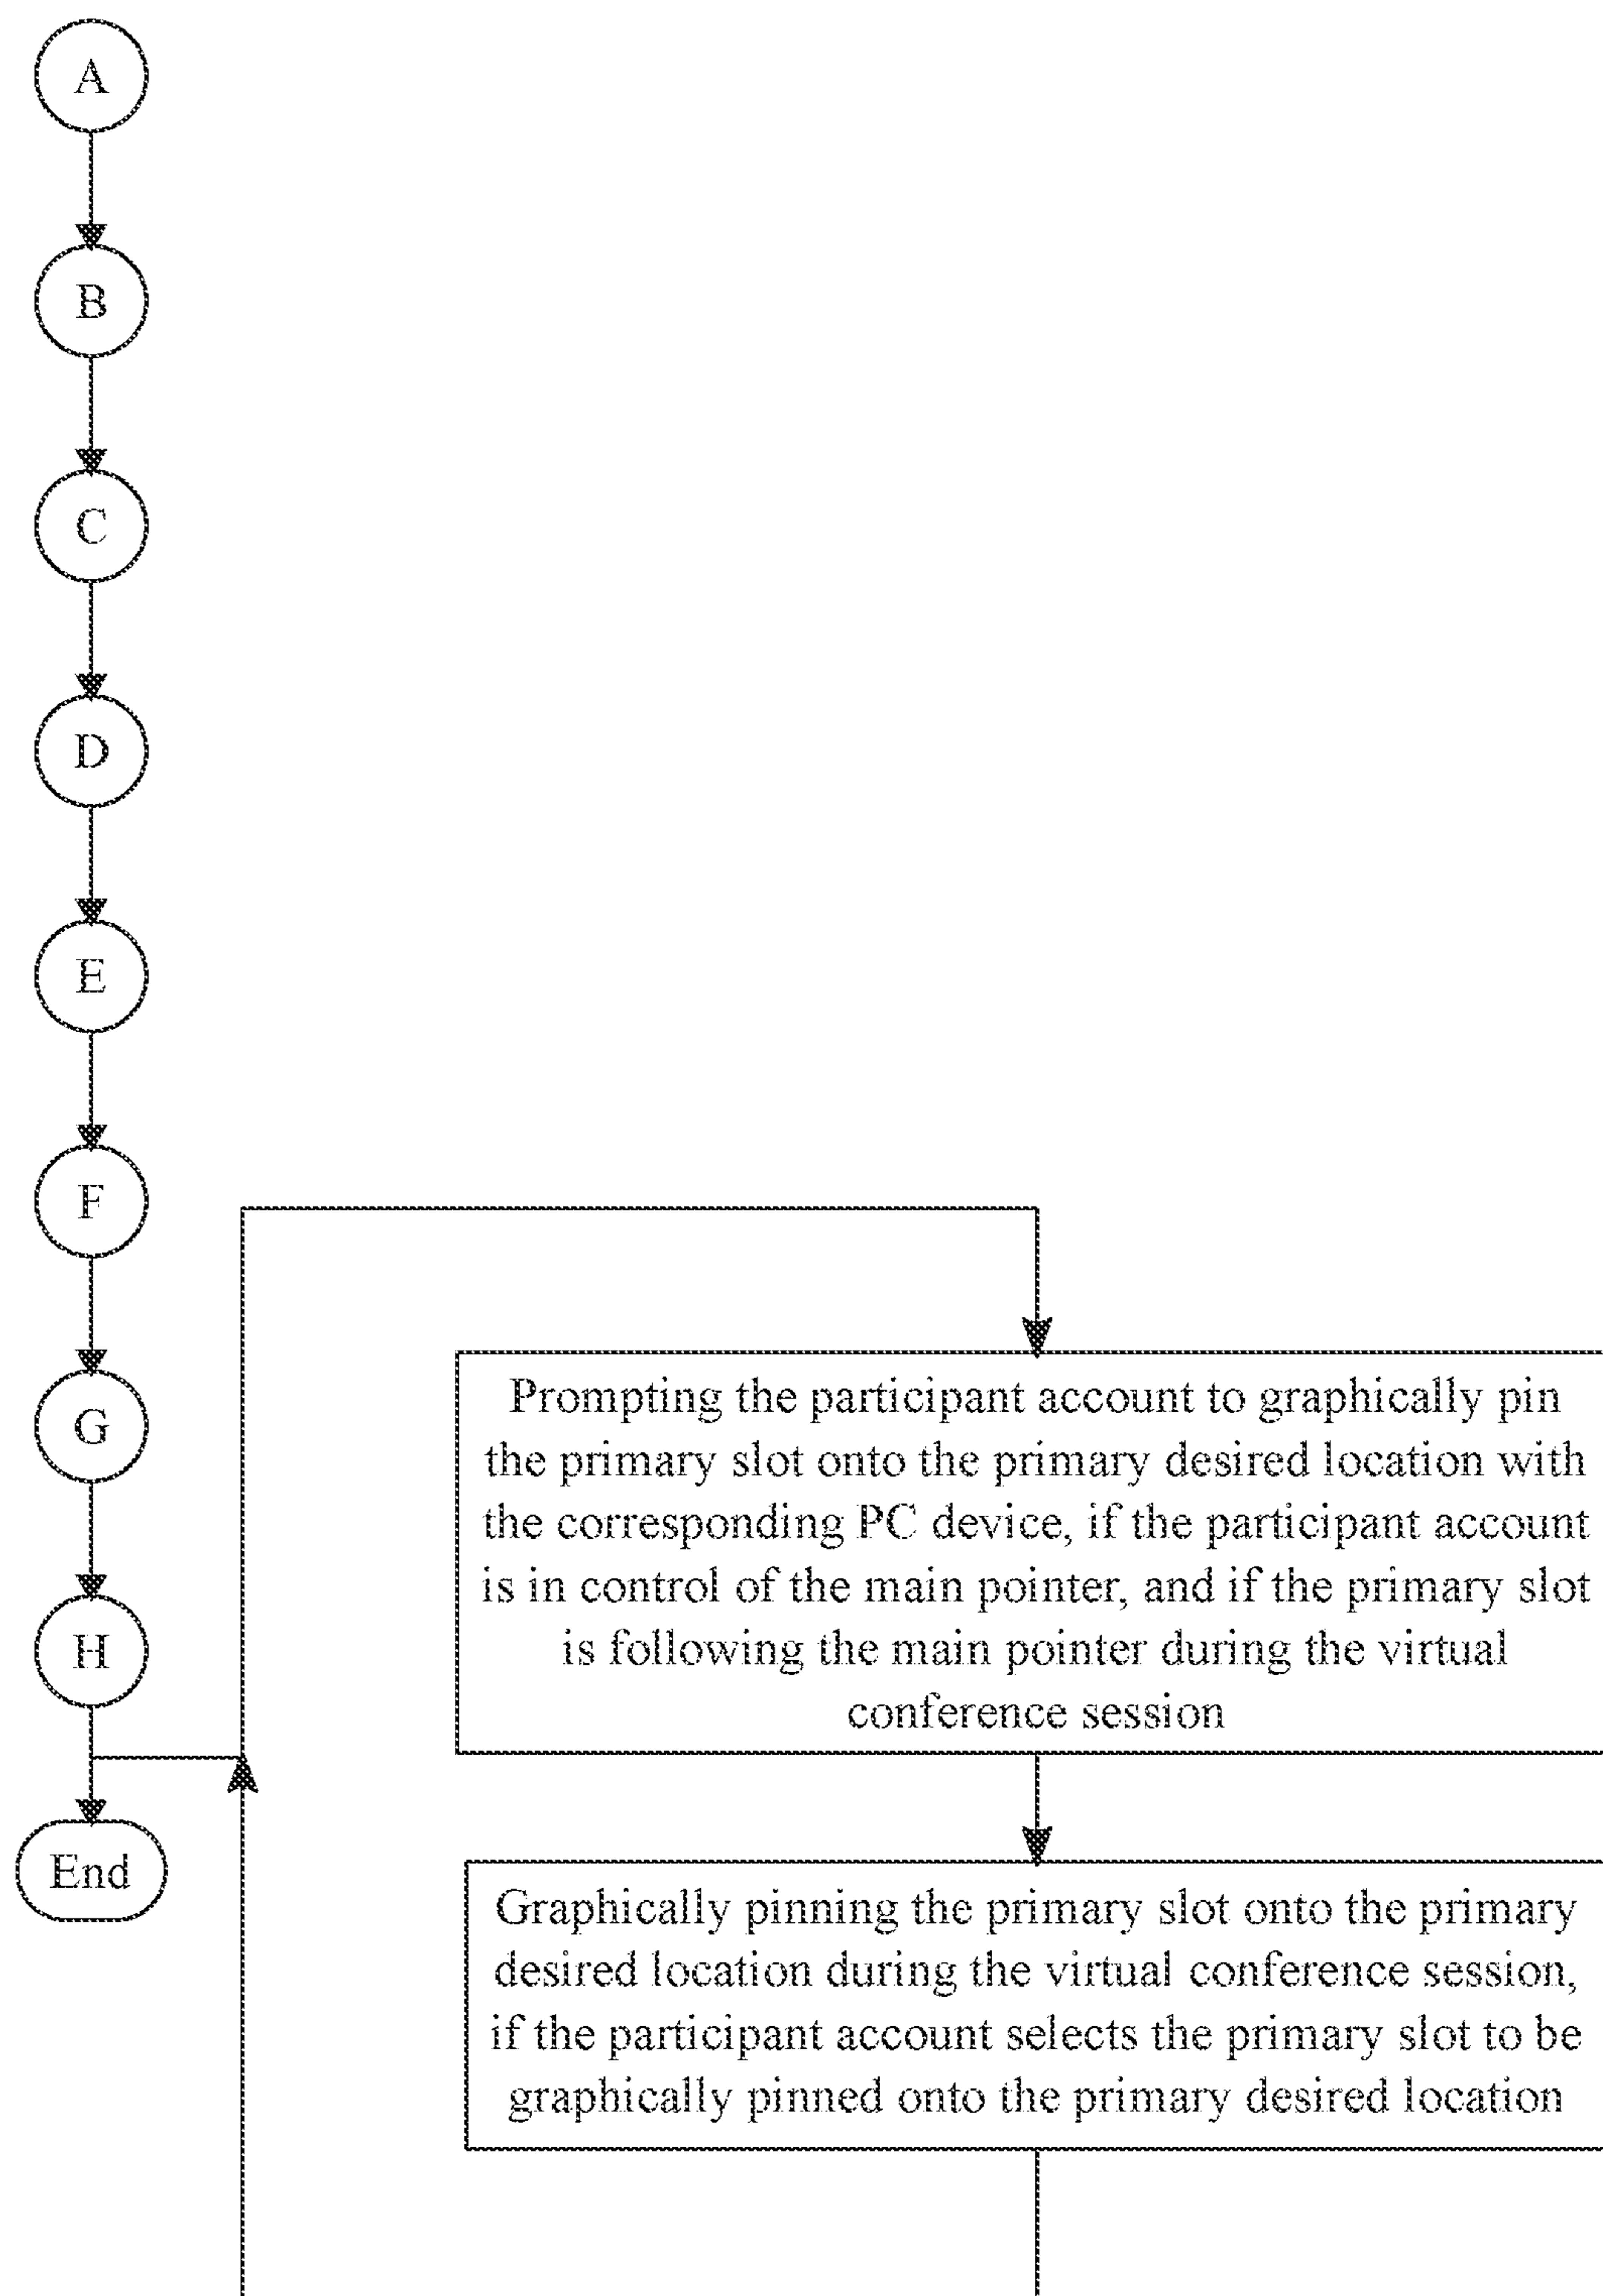 A
B
C
D
E
F
G
H
End
Prompting the participant account to graphically pin
the primary slot onto the primary desired location with
the corresponding PC device, if the participant account
is in control of the main pointer, and if the primary slot
is following the main pointer during the virtual
conference session
Graphically pinning the primary slot onto the primary
desired location during the virtual conference session,
if the participant account selects the primary slot to be
graphically pinned onto the primary desired location